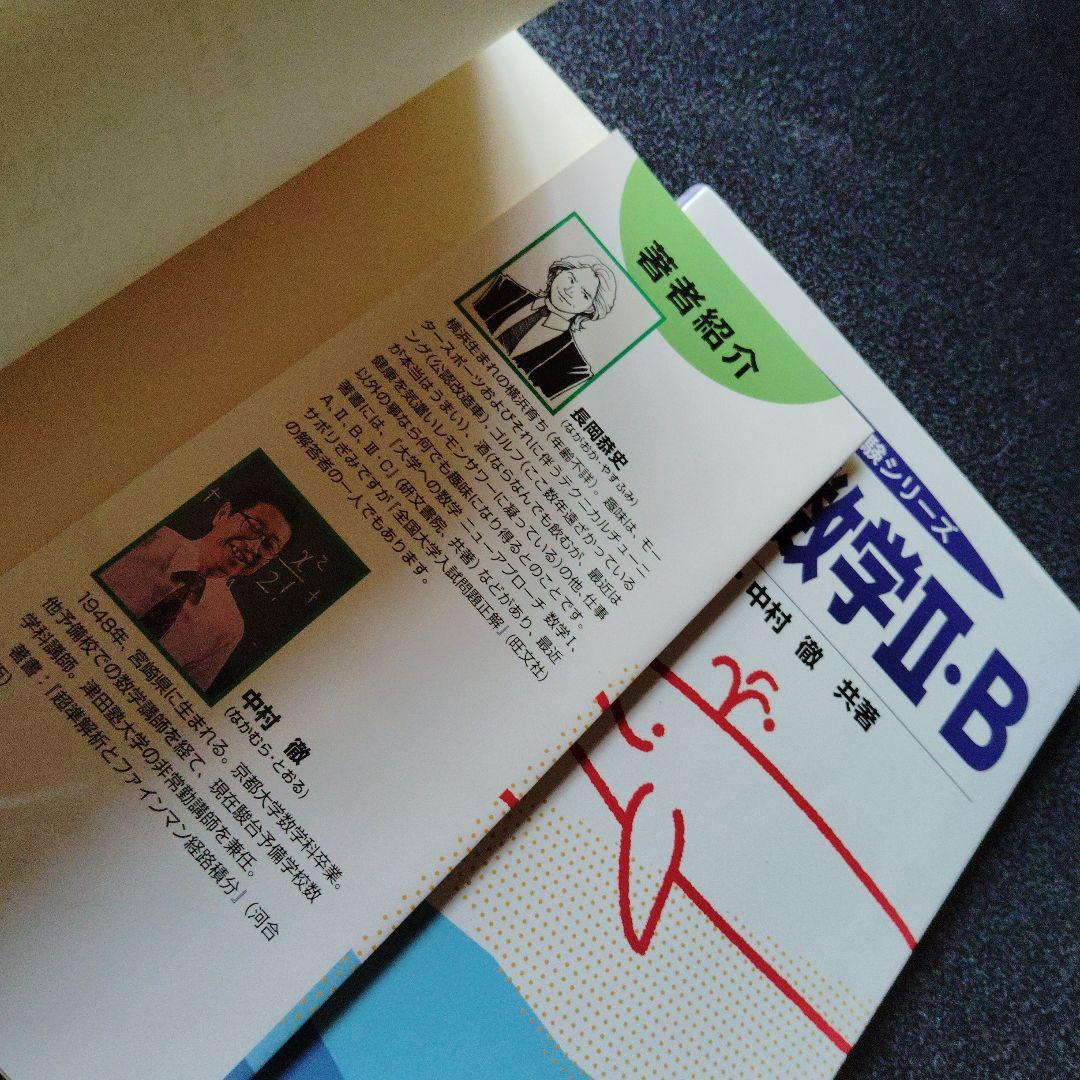 著者紹介
長岡恭史
(ながおか・やすふみ)
横浜生まれの横浜育ち(年齢不詳)。趣味は、モー
タースポーツおよびそれに伴うテクニカルチューニ
ング(公認改造車)、ゴルフ(ここ数年遠ざかっている
が本当はうまい)、酒(ならなんでも飲むが、最近は
健康を気遣いレモンサワーに凝っている)の他、仕事
以外の事なら何でも趣味になり得るとのことです。
著書には、『大学への数学 ニューアプローチ 数学Ⅰ、
A、Ⅱ、B、Ⅲ、C』(研文書院、共著)などがあり、最近
サボリぎみですが『全国大学入試問題正解』(旺文社)
の解答者の一人でもあります。
中村 徹
(なかむら・とおる)
1948年、宮崎県に生まれる。京都大学数学科卒業。
他予備校での数学講師を経て、現在駿台予備学校数
学科講師。津田塾大学の非常勤講師を兼任。
著書:『超準解析とファインマン経路積分』(河合
験シリーズ
数学Ⅱ・B
中村 徹 共著